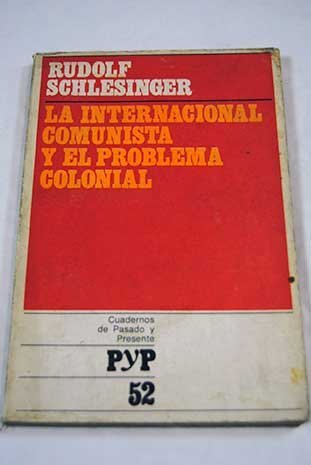 RUDOLF
SCHLESINGER
LA INTERNACIONAL
COMUNISTA
Y EL PROBLEMA
COLONIAL
Cuadernos
de Pasado y
Presente
PYP
52